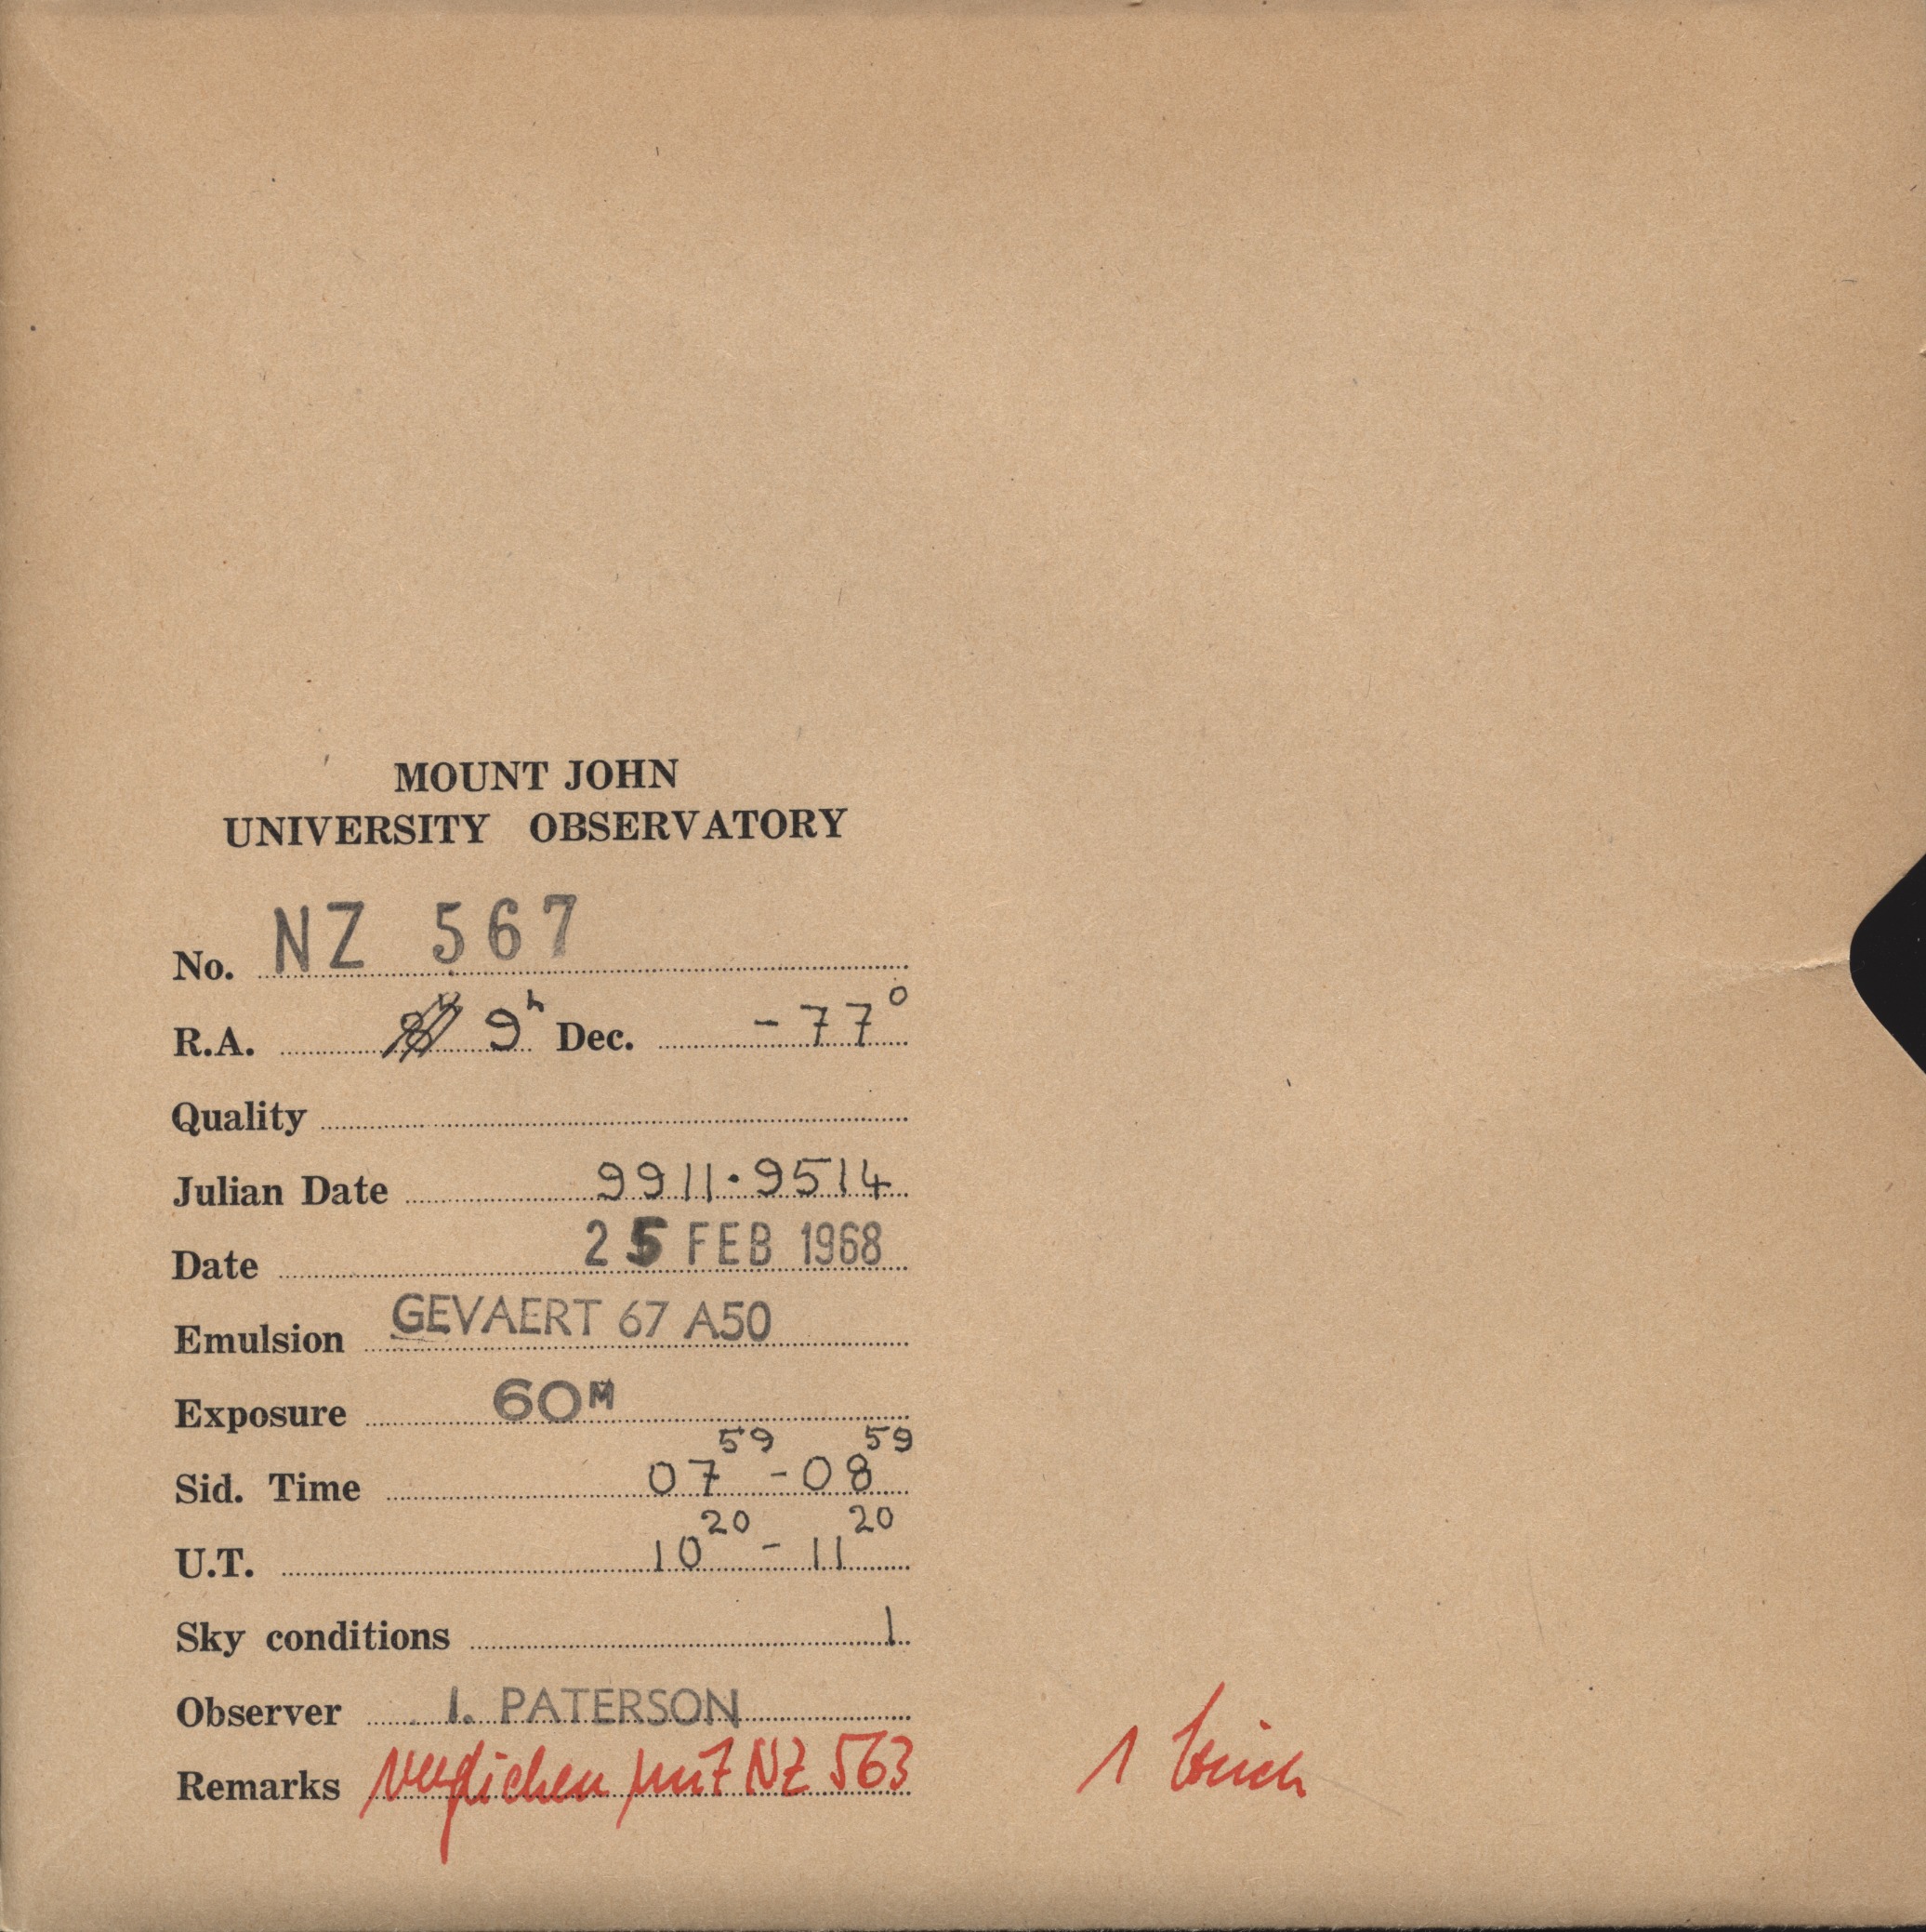 MOUNT JOHN
UNIVERSITY OBSERVATORY
No. NZ 567
R.A. 9h Dec. -77°
Quality
Julian Date 9911.9514
Date 25 FEB 1968
Emulsion GEVAERT 67 A50
Exposure 60M
Sid. Time 07 59 - 08 59
U.T. 10 20 - 11 20
Sky conditions 1
Observer I. PATERSON
Remarks verglichen mit NZ 563 1